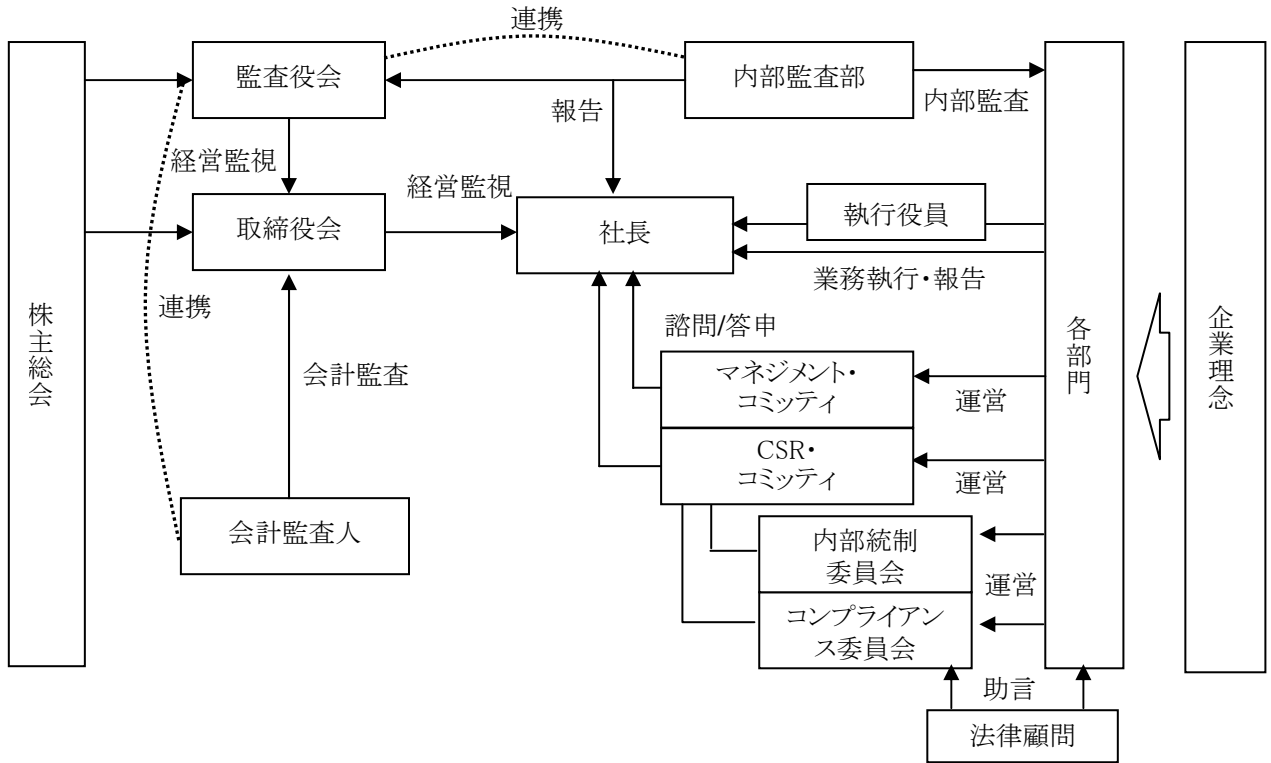 連携
監査役会
内部監査部
内部監査
報告
経営監視
経営監視
取締役会
社長
執行役員
業務執行・報告
連携
株主総会
諮問/答申
各部門
企業理念
会計監査
マネジメント・
コミッティ
運営
CSR・
コミッティ
運営
会計監査人
内部統制
委員会
運営
コンプライアン
ス委員会
助言
法律顧問